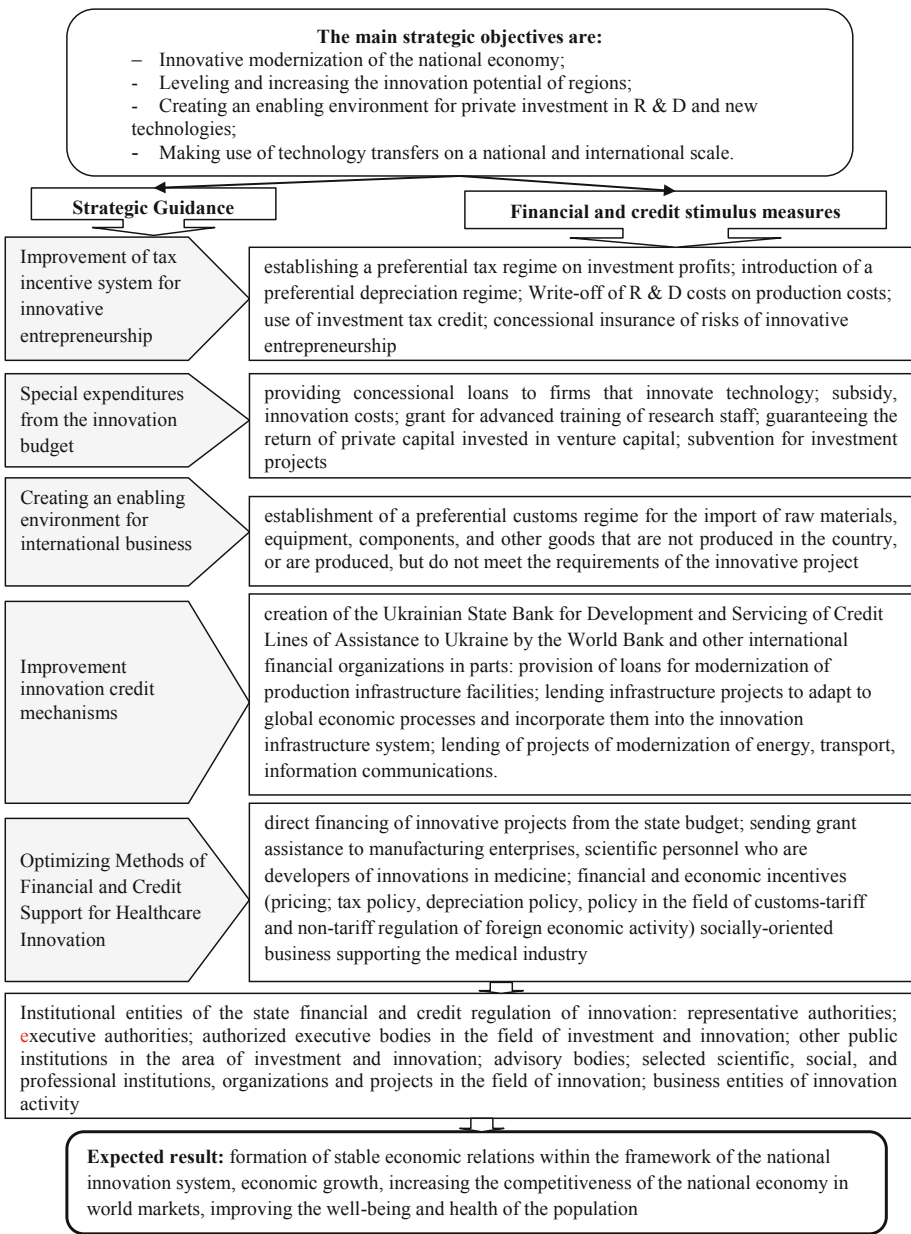 The main strategic objectives are:
– Innovative modernization of the national economy;
- Leveling and increasing the innovation potential of regions;
- Creating an enabling environment for private investment in R & D and new
technologies;
- Making use of technology transfers on a national and international scale.
Strategic Guidance
Financial and credit stimulus measures
Improvement of tax
incentive system for
innovative
entrepreneurship
establishing a preferential tax regime on investment profits; introduction of a
preferential depreciation regime; Write-off of R & D costs on production costs;
use of investment tax credit; concessional insurance of risks of innovative
entrepreneurship
Special expenditures
from the innovation
budget
providing concessional loans to firms that innovate technology; subsidy,
innovation costs; grant for advanced training of research staff; guaranteeing the
return of private capital invested in venture capital; subvention for investment
projects
Creating an enabling
environment for
international business
establishment of a preferential customs regime for the import of raw materials,
equipment, components, and other goods that are not produced in the country,
or are produced, but do not meet the requirements of the innovative project
Improvement
innovation credit
mechanisms
creation of the Ukrainian State Bank for Development and Servicing of Credit
Lines of Assistance to Ukraine by the World Bank and other international
financial organizations in parts: provision of loans for modernization of
production infrastructure facilities; lending infrastructure projects to adapt to
global economic processes and incorporate them into the innovation
infrastructure system; lending of projects of modernization of energy, transport,
information communications.
Optimizing Methods of
Financial and Credit
Support for Healthcare
Innovation
direct financing of innovative projects from the state budget; sending grant
assistance to manufacturing enterprises, scientific personnel who are
developers of innovations in medicine; financial and economic incentives
(pricing; tax policy, depreciation policy, policy in the field of customs-tariff
and non-tariff regulation of foreign economic activity) socially-oriented
business supporting the medical industry
Institutional entities of the state financial and credit regulation of innovation: representative authorities;
executive authorities; authorized executive bodies in the field of investment and innovation; other public
institutions in the area of investment and innovation; advisory bodies; selected scientific, social, and
professional institutions, organizations and projects in the field of innovation; business entities of innovation
activity
Expected result: formation of stable economic relations within the framework of the national
innovation system, economic growth, increasing the competitiveness of the national economy in
world markets, improving the well-being and health of the population